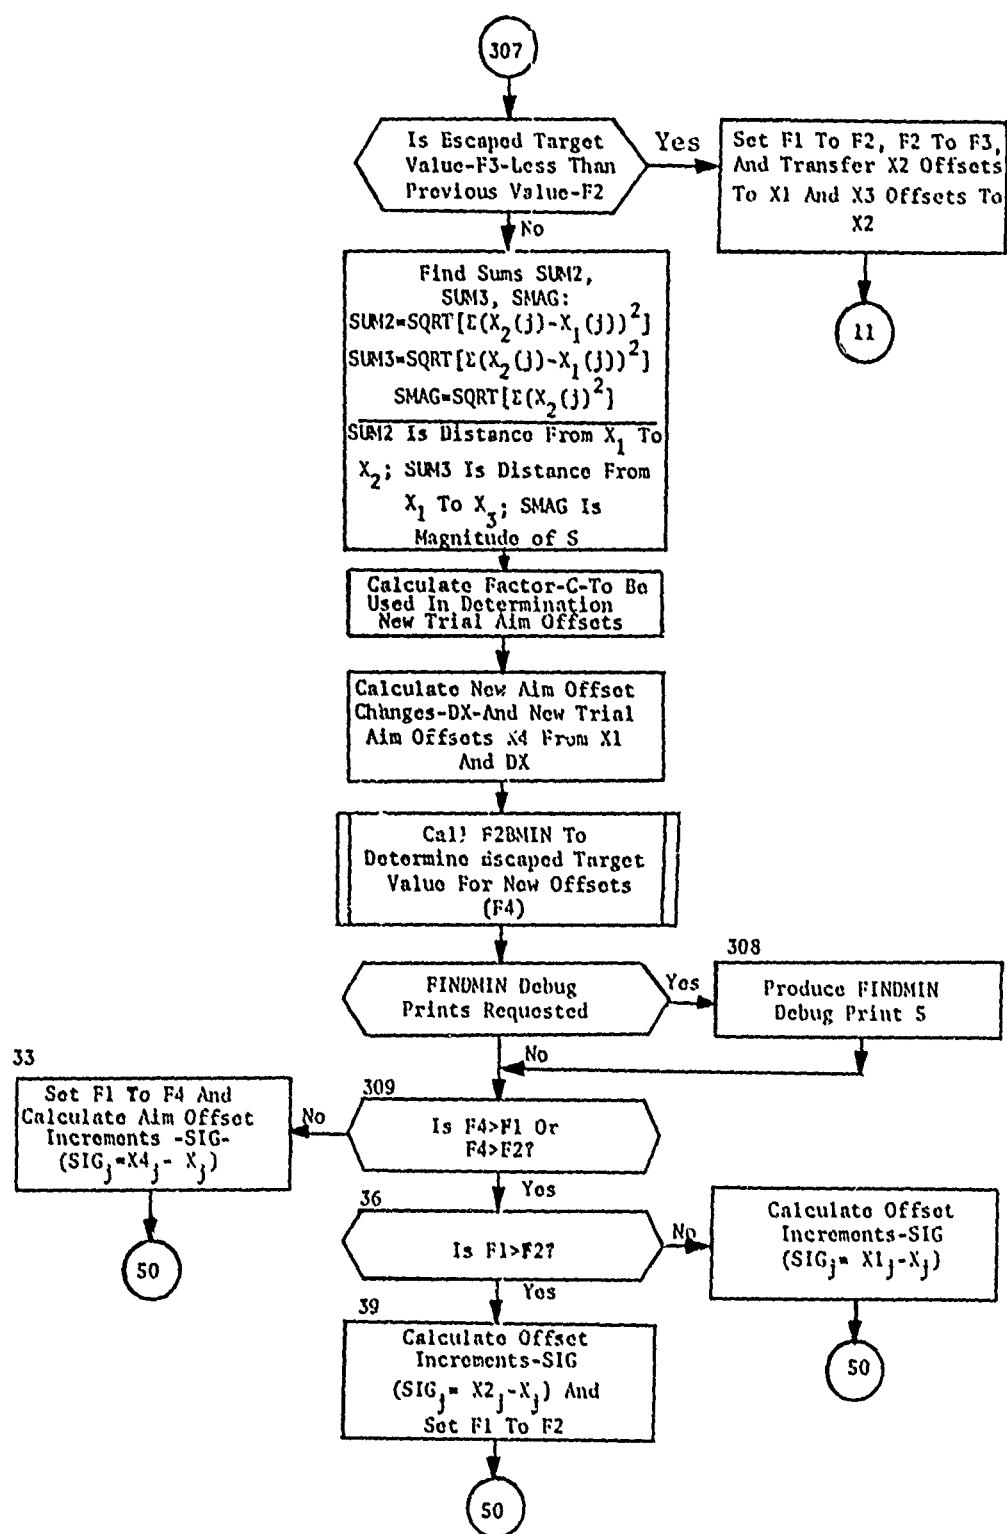 307
Is Escaped Target
Value-F3-Less Than
Previous Value-F2
Yes
Set F1 To F2, F2 To F3,
And Transfer X2 Offsets
To X1 And X3 Offsets To
X2
11
No
Find Sums SUM2,
SUM3, SMAG:
SUM2=SQRT[Σ(X₂(j)-X₁(j))²]
SUM3=SQRT[Σ(X₂(j)-X₁(j))²]
SMAG=SQRT[Σ(X₂(j)²]
SUM2 Is Distance From X₁ To
X₂; SUM3 Is Distance From
X₁ To X₃; SMAG Is
Magnitude of S
Calculate Factor-C-To Be
Used In Determination
New Trial Aim Offsets
Calculate New Aim Offset
Changes-DX-And New Trial
Aim Offsets X4 From X1
And DX
Call F2BMIN To
Determine Escaped Target
Value For New Offsets
(F4)
FINDMIN Debug
Prints Requested
Yes
308
Produce FINDMIN
Debug Print 5
No
33
Set F1 To F4 And
Calculate Aim Offset
Increments -SIG-
(SIGⱼ=X4ⱼ- Xⱼ)
50
No
309
Is F4>F1 Or
F4>F2?
Yes
36
Is F1>F2?
No
Calculate Offset
Increments-SIG
(SIGⱼ= X1ⱼ-Xⱼ)
50
Yes
39
Calculate Offset
Increments-SIG
(SIGⱼ= X2ⱼ-Xⱼ) And
Set F1 To F2
50